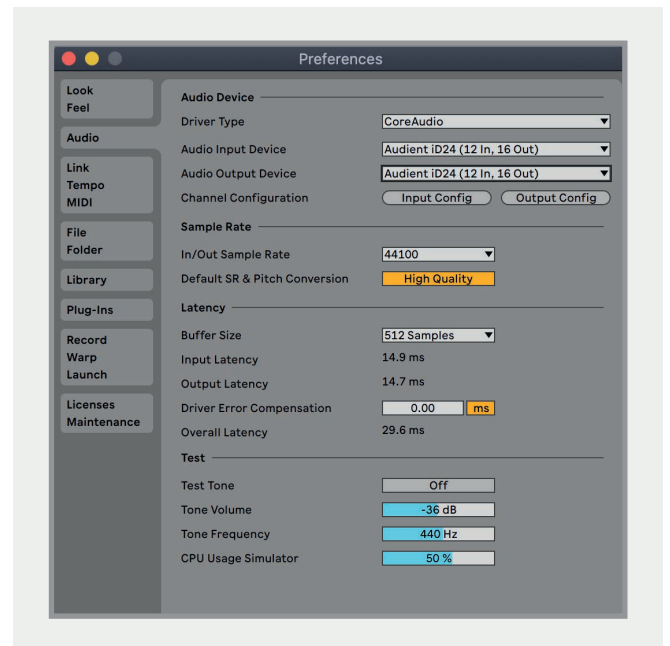 Preferences
Look
Feel
Audio
Link
Tempo
MIDI
File
Folder
Library
Plug-Ins
Record
Warp
Launch
Licenses
Maintenance
Audio Device
Driver Type CoreAudio
Audio Input Device Audient iD24 (12 In, 16 Out)
Audio Output Device Audient iD24 (12 In, 16 Out)
Channel Configuration Input Config Output Config
Sample Rate
In/Out Sample Rate 44100
Default SR & Pitch Conversion High Quality
Latency
Buffer Size 512 Samples
Input Latency 14.9 ms
Output Latency 14.7 ms
Driver Error Compensation 0.00 ms
Overall Latency 29.6 ms
Test
Test Tone Off
Tone Volume -36 dB
Tone Frequency 440 Hz
CPU Usage Simulator 50 %